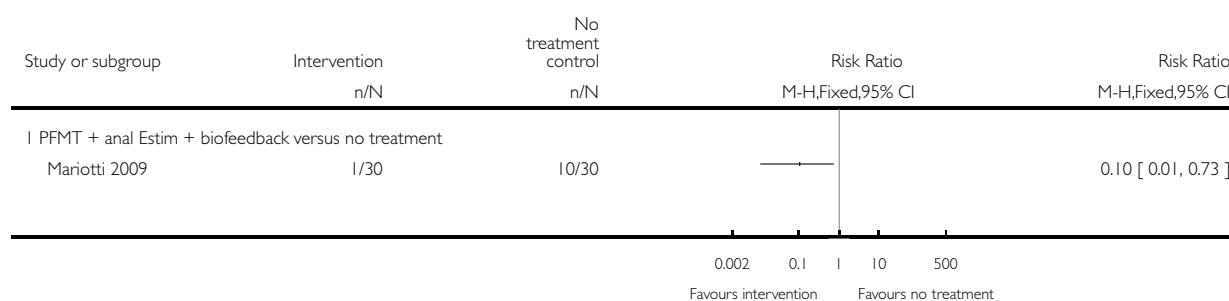 No
treatment
Study or subgroup Intervention control Risk Ratio Risk Ratio
n/N n/N M-H,Fixed,95% CI M-H,Fixed,95% CI
1 PFMT + anal Estim + biofeedback versus no treatment
Mariotti 2009 1/30 10/30 0.10 [ 0.01, 0.73 ]
0.002 0.1 1 10 500
Favours intervention Favours no treatment